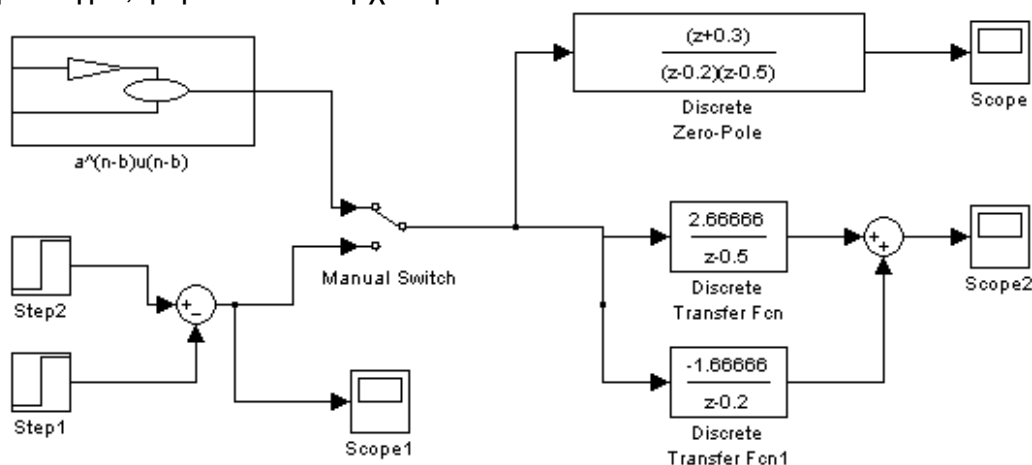 (z+0.3)
(z-0.2)(z-0.5)
Discrete
Zero-Pole
Scope
a^(n-b)u(n-b)
Manual Switch
2.66666
z-0.5
Discrete
Transfer Fcn
+
+
Scope2
Step2
+
−
Step1
Scope1
-1.66666
z-0.2
Discrete
Transfer Fcn1